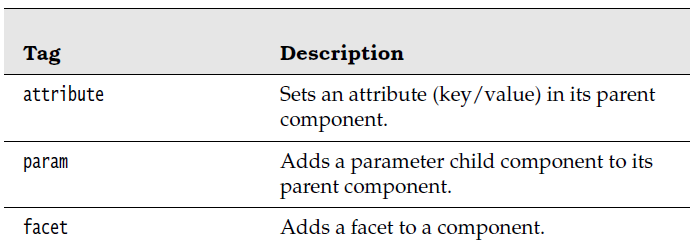 Tag Description
attribute Sets an attribute (key/value) in its parent
component.
param Adds a parameter child component to its
parent component.
facet Adds a facet to a component.